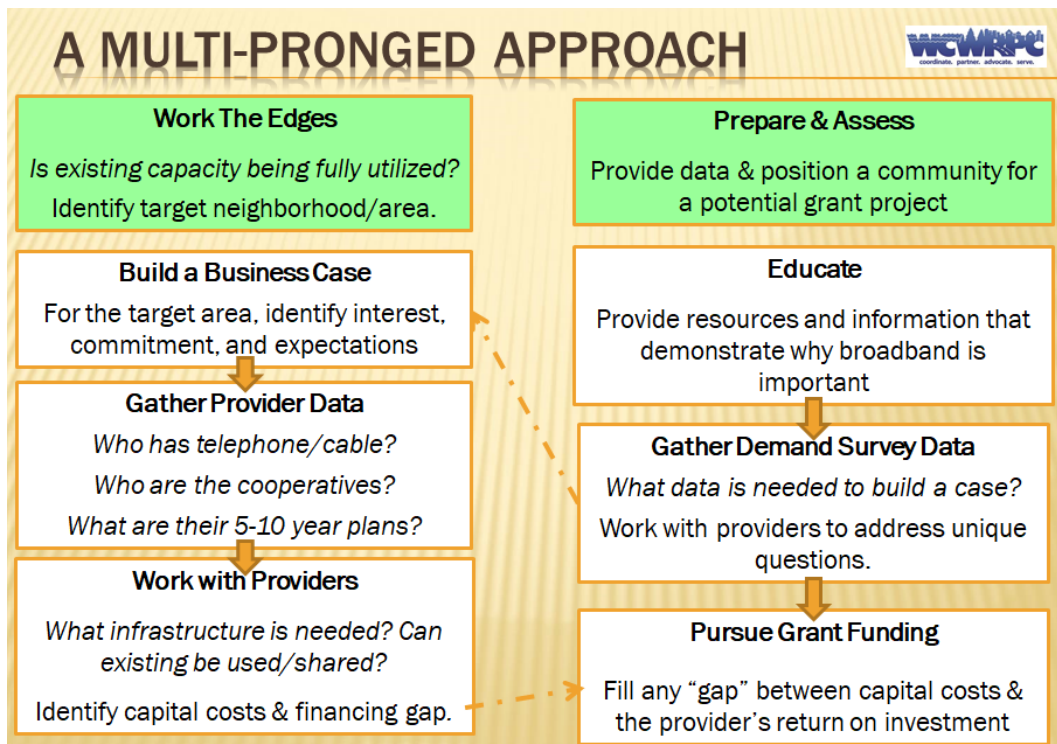 A MULTI-PRONGED APPROACH
WCWRPC
coordinate. partner. advocate. serve.
Work The Edges
Is existing capacity being fully utilized?
Identify target neighborhood/area.
Build a Business Case
For the target area, identify interest,
commitment, and expectations
Gather Provider Data
Who has telephone/cable?
Who are the cooperatives?
What are their 5-10 year plans?
Work with Providers
What infrastructure is needed? Can
existing be used/shared?
Identify capital costs & financing gap.
Prepare & Assess
Provide data & position a community for
a potential grant project
Educate
Provide resources and information that
demonstrate why broadband is
important
Gather Demand Survey Data
What data is needed to build a case?
Work with providers to address unique
questions.
Pursue Grant Funding
Fill any “gap” between capital costs &
the provider’s return on investment